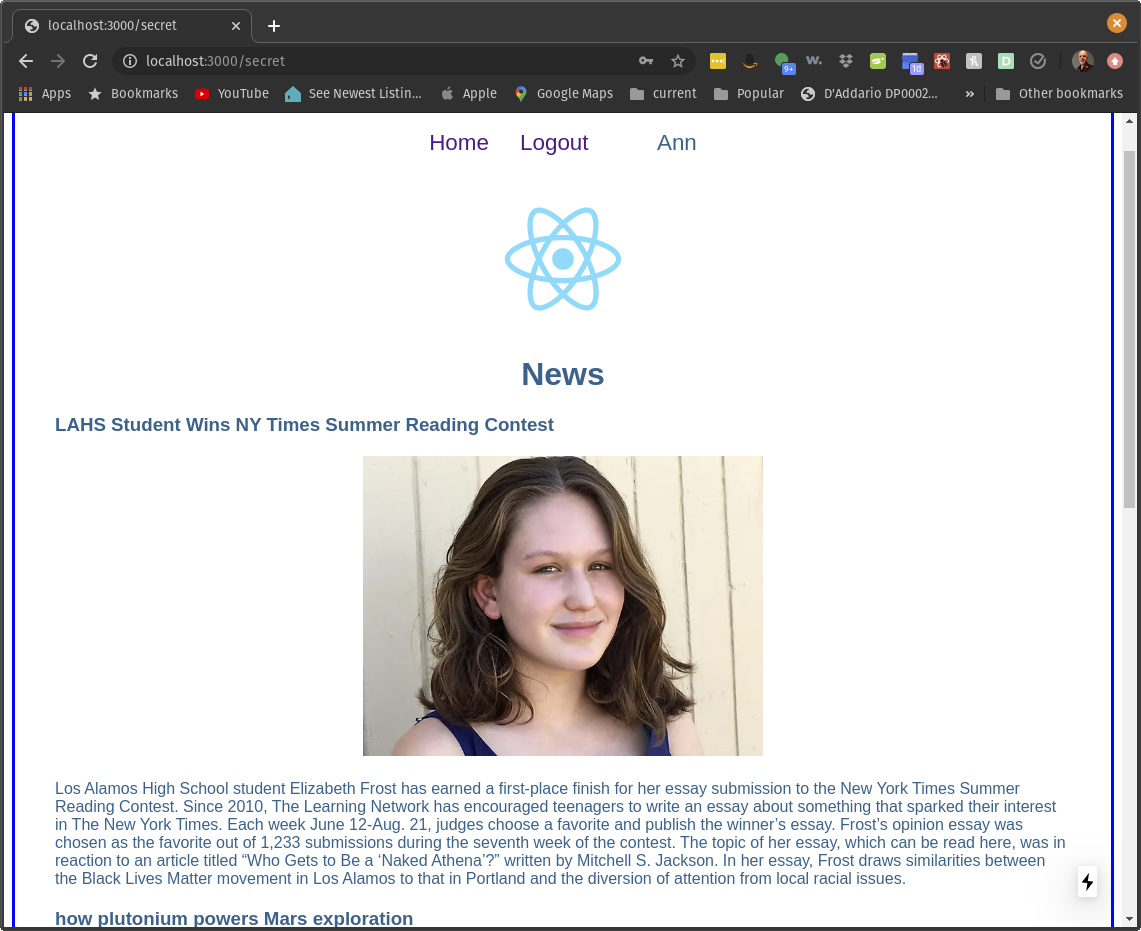 localhost:3000/secret
localhost:3000/secret
9+
w.
1d
D
Apps Bookmarks YouTube See Newest Listin... Apple Google Maps current Popular D'Addario DP0002... » Other bookmarks
Home Logout Ann
News
LAHS Student Wins NY Times Summer Reading Contest
Los Alamos High School student Elizabeth Frost has earned a first-place finish for her essay submission to the New York Times Summer
Reading Contest. Since 2010, The Learning Network has encouraged teenagers to write an essay about something that sparked their interest
in The New York Times. Each week June 12-Aug. 21, judges choose a favorite and publish the winner’s essay. Frost’s opinion essay was
chosen as the favorite out of 1,233 submissions during the seventh week of the contest. The topic of her essay, which can be read here, was in
reaction to an article titled “Who Gets to Be a ‘Naked Athena’?” written by Mitchell S. Jackson. In her essay, Frost draws similarities between
the Black Lives Matter movement in Los Alamos to that in Portland and the diversion of attention from local racial issues.
how plutonium powers Mars exploration